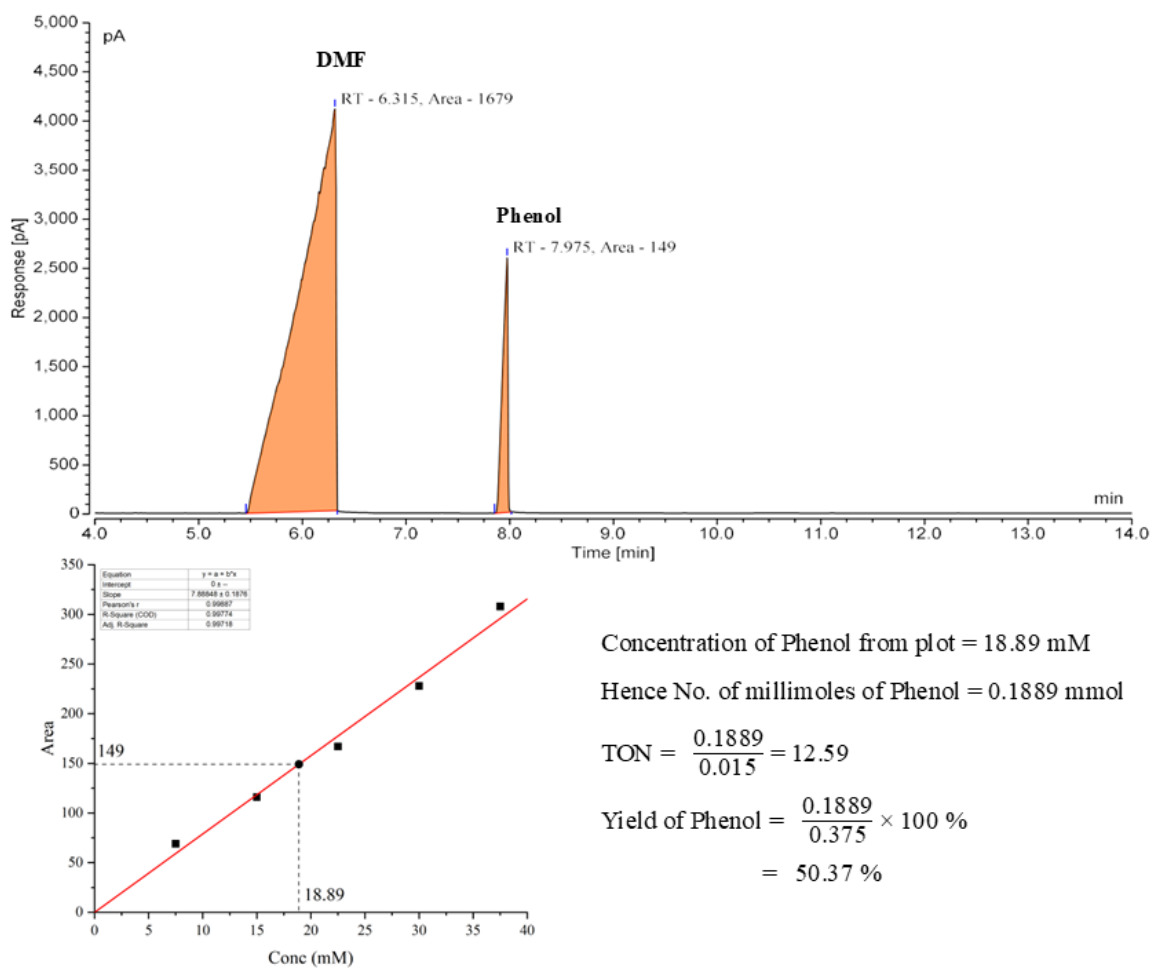 5,000
pA
DMF
4,500
RT - 6.315, Area - 1679
4,000
3,500
3,000
Phenol
RT - 7.975, Area - 149
2,500
2,000
1,500
1,000
500
0
Response [pA]
min
4.0 5.0 6.0 7.0 8.0 9.0 10.0 11.0 12.0 13.0 14.0
Time [min]
350
300
250
200
150
100
50
0
Area
Equation y = a + b*x
Intercept 0 ± --
Slope 7.88848 ± 0.1876
Pearson's r 0.99887
R-Square (COD) 0.99774
Adj. R-Square 0.99718
149
18.89
0 5 10 15 20 25 30 35 40
Conc (mM)
Concentration of Phenol from plot = 18.89 mM
Hence No. of millimoles of Phenol = 0.1889 mmol
TON = 0.1889 / 0.015 = 12.59
Yield of Phenol = 0.1889 / 0.375 × 100 %
= 50.37 %